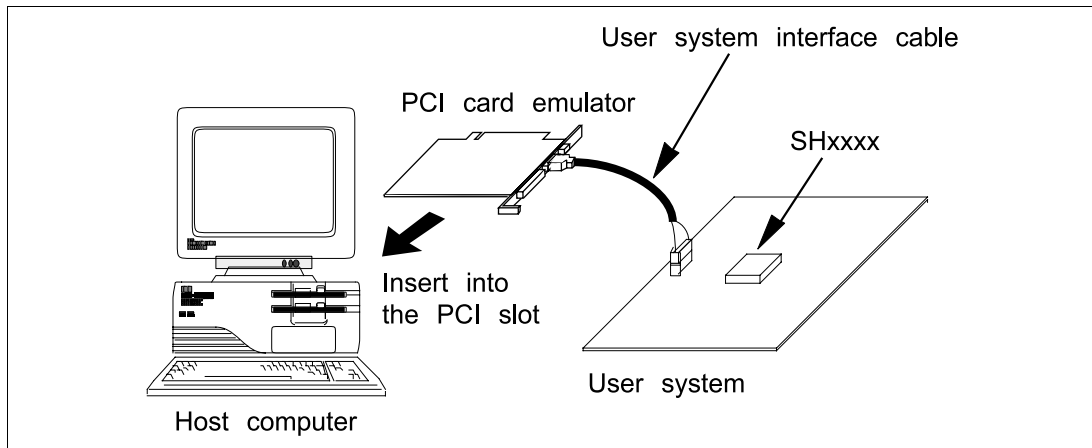 User system interface cable
PCI card emulator
SHxxxx
Insert into
the PCI slot
User system
Host computer